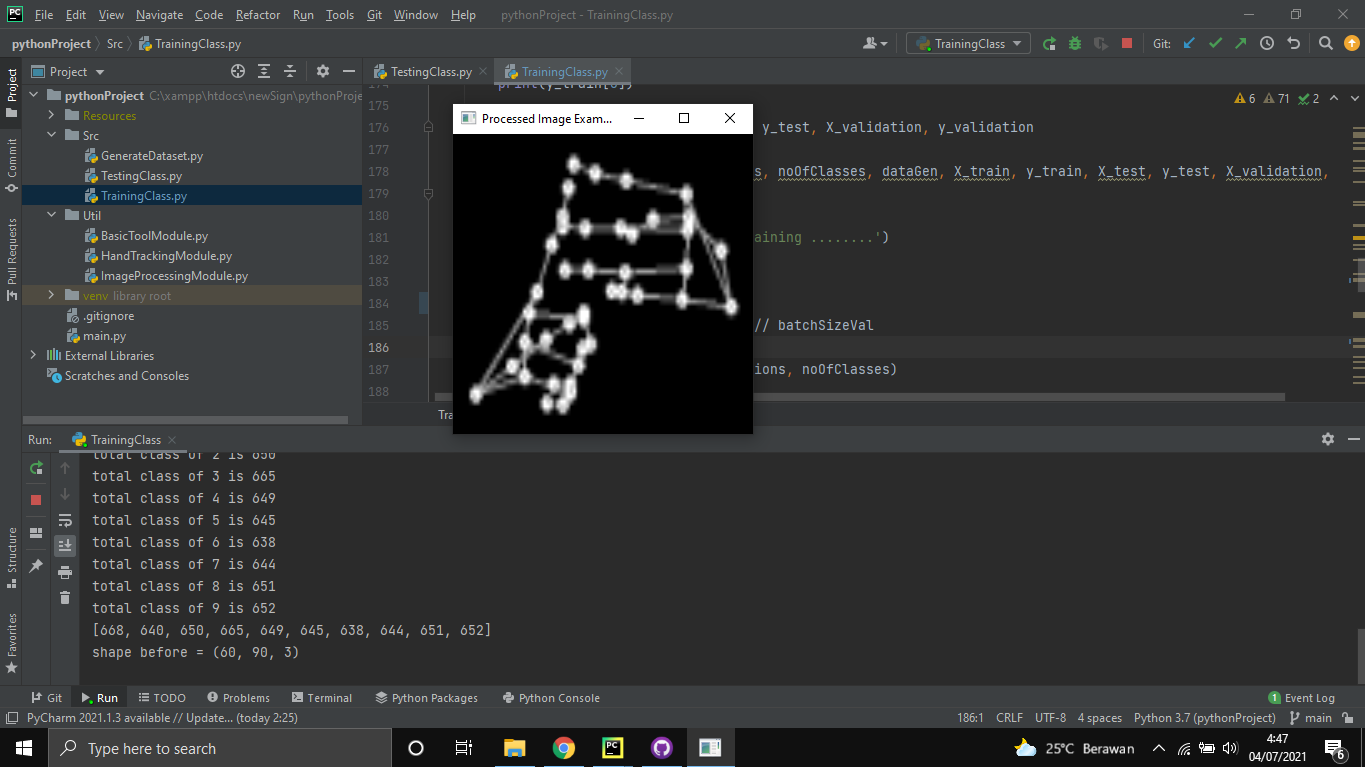 PC File Edit View Navigate Code Refactor Run Tools Git Window Help pythonProject - TrainingClass.py
pythonProject Src TrainingClass.py TrainingClass Git:
Project
Commit
Pull Requests
Structure
Favorites
Project
pythonProject C:\xampp\htdocs\newSign\pythonProje
Resources
Src
GenerateDataset.py
TestingClass.py
TrainingClass.py
Util
BasicToolModule.py
HandTrackingModule.py
ImageProcessingModule.py
venv library root
.gitignore
main.py
External Libraries
Scratches and Consoles
TestingClass.py TrainingClass.py
6 71 2
174 print(y_train[0])
175
176 y_test, X_validation, y_validation
177
178 s, noOfClasses, dataGen, X_train, y_train, X_test, y_test, X_validation,
179
180
181 aining ........')
182
183
184
185 // batchSizeVal
186
187 ions, noOfClasses)
188
Tra
Processed Image Exam...
Run: TrainingClass
total class of 2 is 650
total class of 3 is 665
total class of 4 is 649
total class of 5 is 645
total class of 6 is 638
total class of 7 is 644
total class of 8 is 651
total class of 9 is 652
[668, 640, 650, 665, 649, 645, 638, 644, 651, 652]
shape before = (60, 90, 3)
Git Run TODO Problems Terminal Python Packages Python Console 1 Event Log
PyCharm 2021.1.3 available // Update... (today 2:25) 186:1 CRLF UTF-8 4 spaces Python 3.7 (pythonProject) main
Type here to search PC 25°C Berawan 4:47
04/07/2021 6